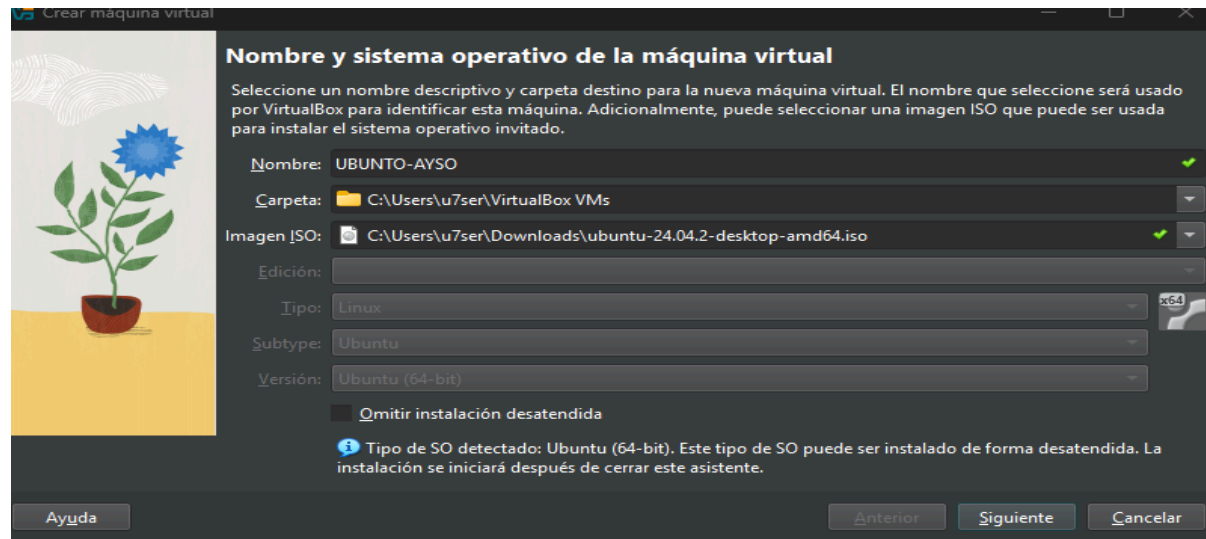 Crear máquina virtual
Nombre y sistema operativo de la máquina virtual
Seleccione un nombre descriptivo y carpeta destino para la nueva máquina virtual. El nombre que seleccione será usado
por VirtualBox para identificar esta máquina. Adicionalmente, puede seleccionar una imagen ISO que puede ser usada
para instalar el sistema operativo invitado.
Nombre: UBUNTO-AYSO
Carpeta: C:\Users\u7ser\VirtualBox VMs
Imagen ISO: C:\Users\u7ser\Downloads\ubuntu-24.04.2-desktop-amd64.iso
Edición:
Tipo: Linux x64
Subtype: Ubuntu
Versión: Ubuntu (64-bit)
Omitir instalación desatendida
Tipo de SO detectado: Ubuntu (64-bit). Este tipo de SO puede ser instalado de forma desatendida. La
instalación se iniciará después de cerrar este asistente.
Ayuda Anterior Siguiente Cancelar